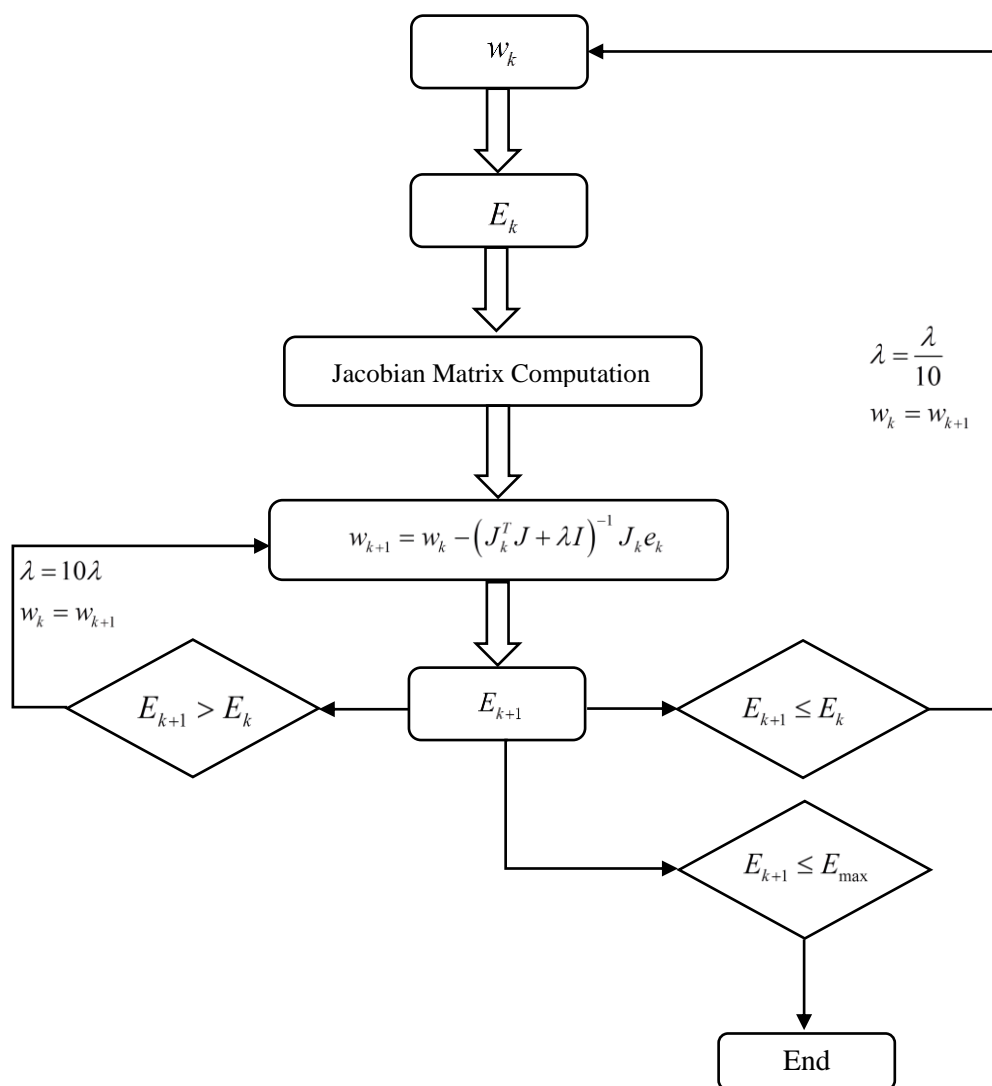 w_k
E_k
Jacobian Matrix Computation
λ = λ/10
w_k = w_{k+1}
w_{k+1} = w_k − (J_k^T J + λI)^{−1} J_k e_k
λ = 10λ
w_k = w_{k+1}
E_{k+1} > E_k
E_{k+1}
E_{k+1} ≤ E_k
E_{k+1} ≤ E_max
End